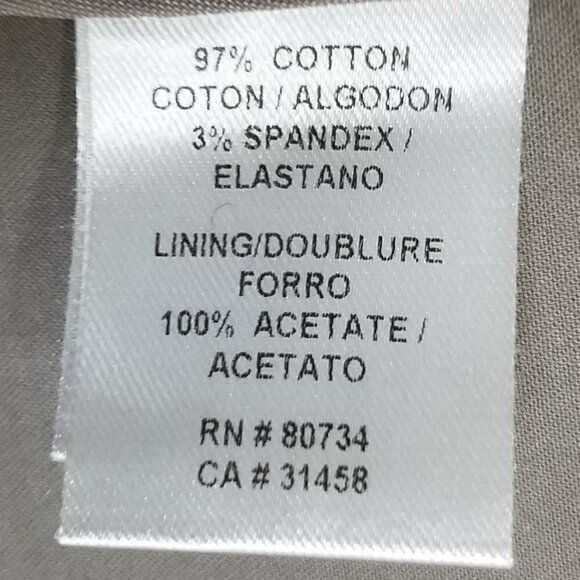 97% COTTON
COTON / ALGODON
3% SPANDEX /
ELASTANO
LINING/DOUBLURE
FORRO
100% ACETATE /
ACETATO
RN # 80734
CA # 31458